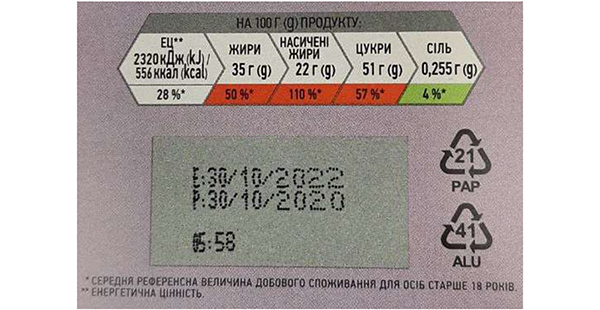 НА 100 Г (g) ПРОДУКТУ:
ЕЦ**
2320 кДж (kJ) /
556 ккал (kcal)
28 %*
ЖИРИ
35 г (g)
50 %*
НАСИЧЕНІ
ЖИРИ
22 г (g)
110 %*
ЦУКРИ
51 г (g)
57 %*
СІЛЬ
0,255 г (g)
4 %*
E:30/10/2022
P:30/10/2020
:58
21
PAP
41
ALU
* СЕРЕДНЯ РЕФЕРЕНСНА ВЕЛИЧИНА ДОБОВОГО СПОЖИВАННЯ ДЛЯ ОСІБ СТАРШЕ 18 РОКІВ.
** ЕНЕРГЕТИЧНА ЦІННІСТЬ.